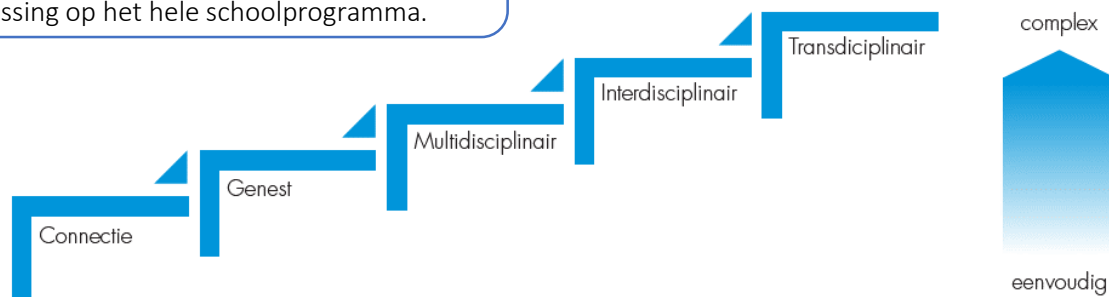 ssing op het hele schoolprogramma.
complex
Transdiciplinair
Interdisciplinair
Multidisciplinair
Genest
Connectie
eenvoudig